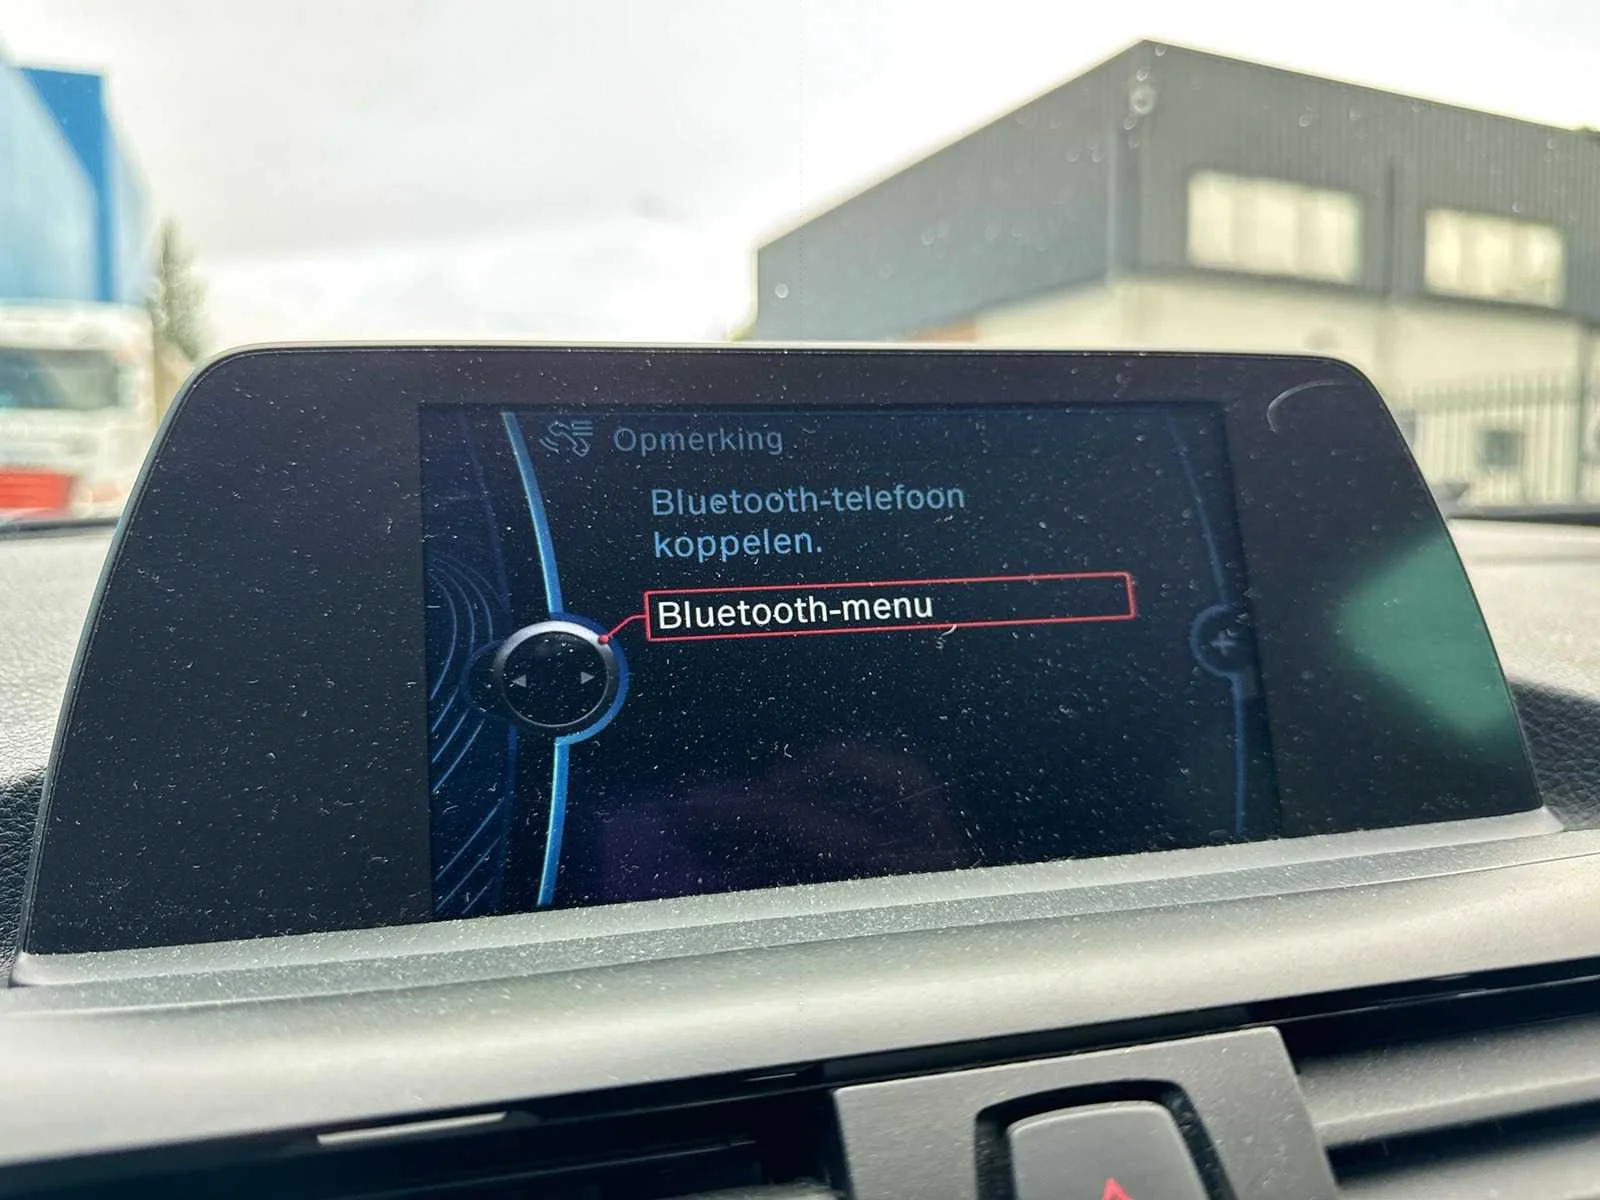 Opmerking
Bluetooth-telefoon
koppelen.
Bluetooth-menu